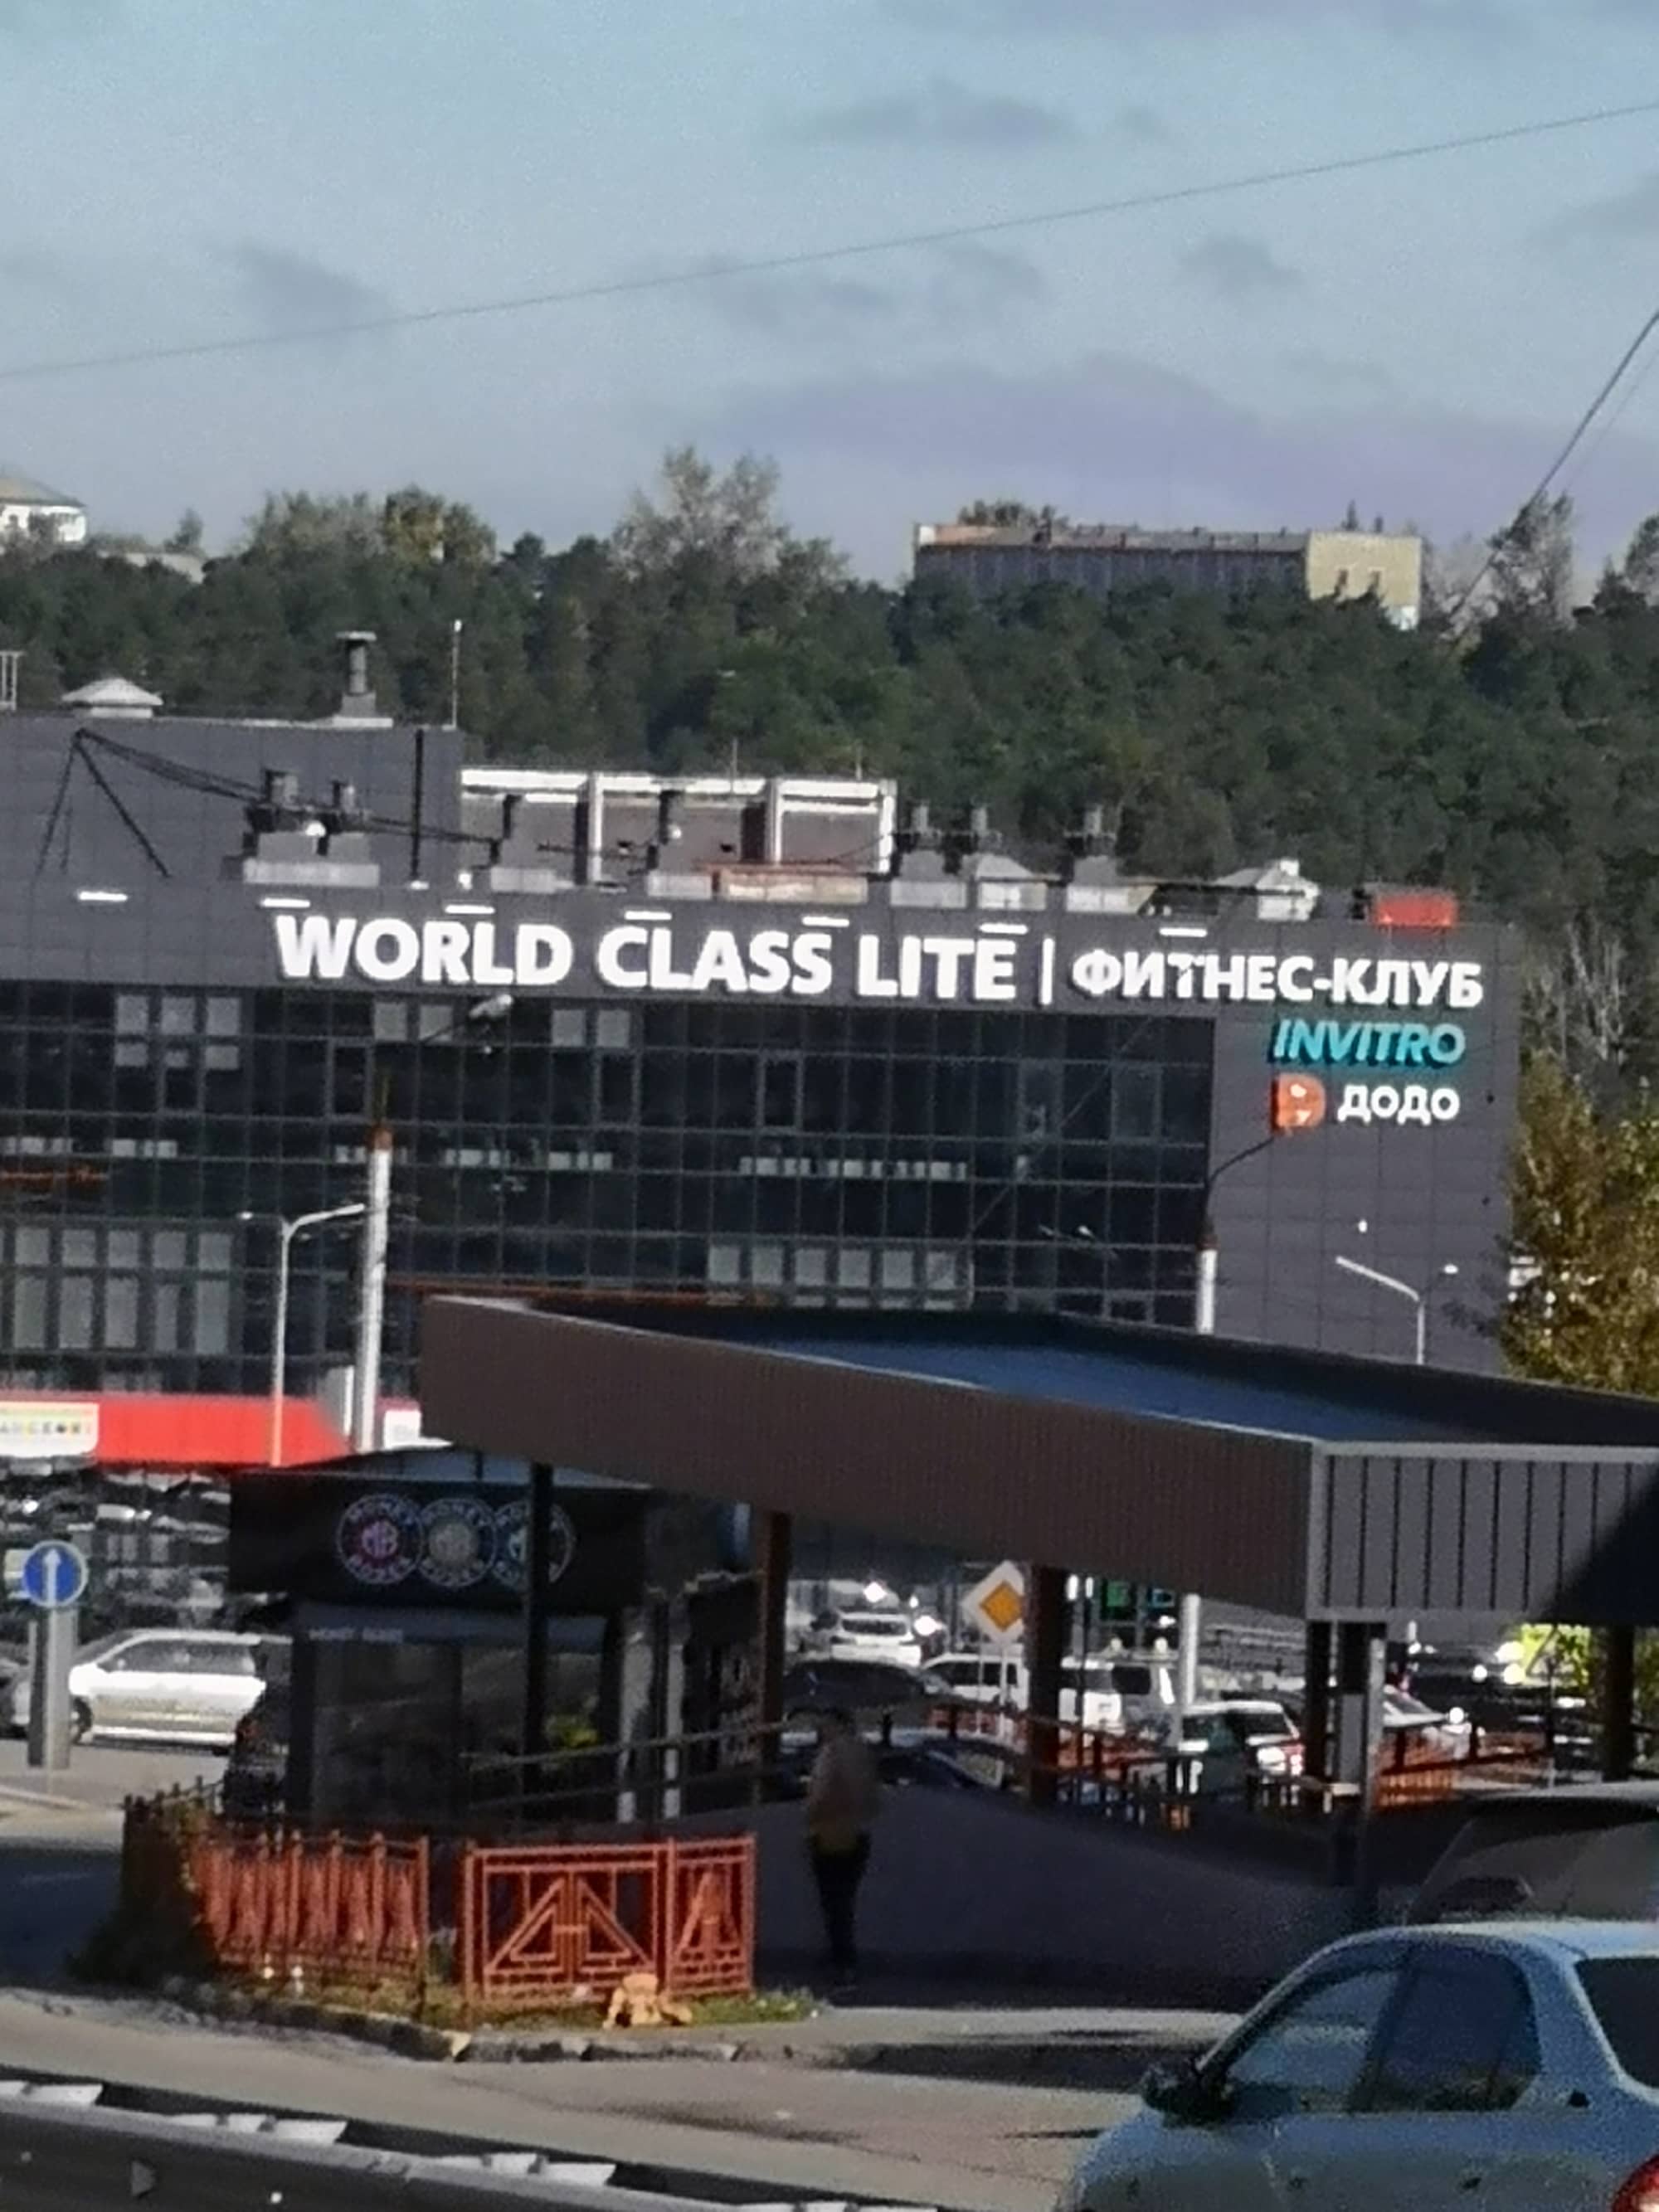 WORLD CLASS LITE | ФИТНЕС-КЛУБ
INVITRO
ДОДО